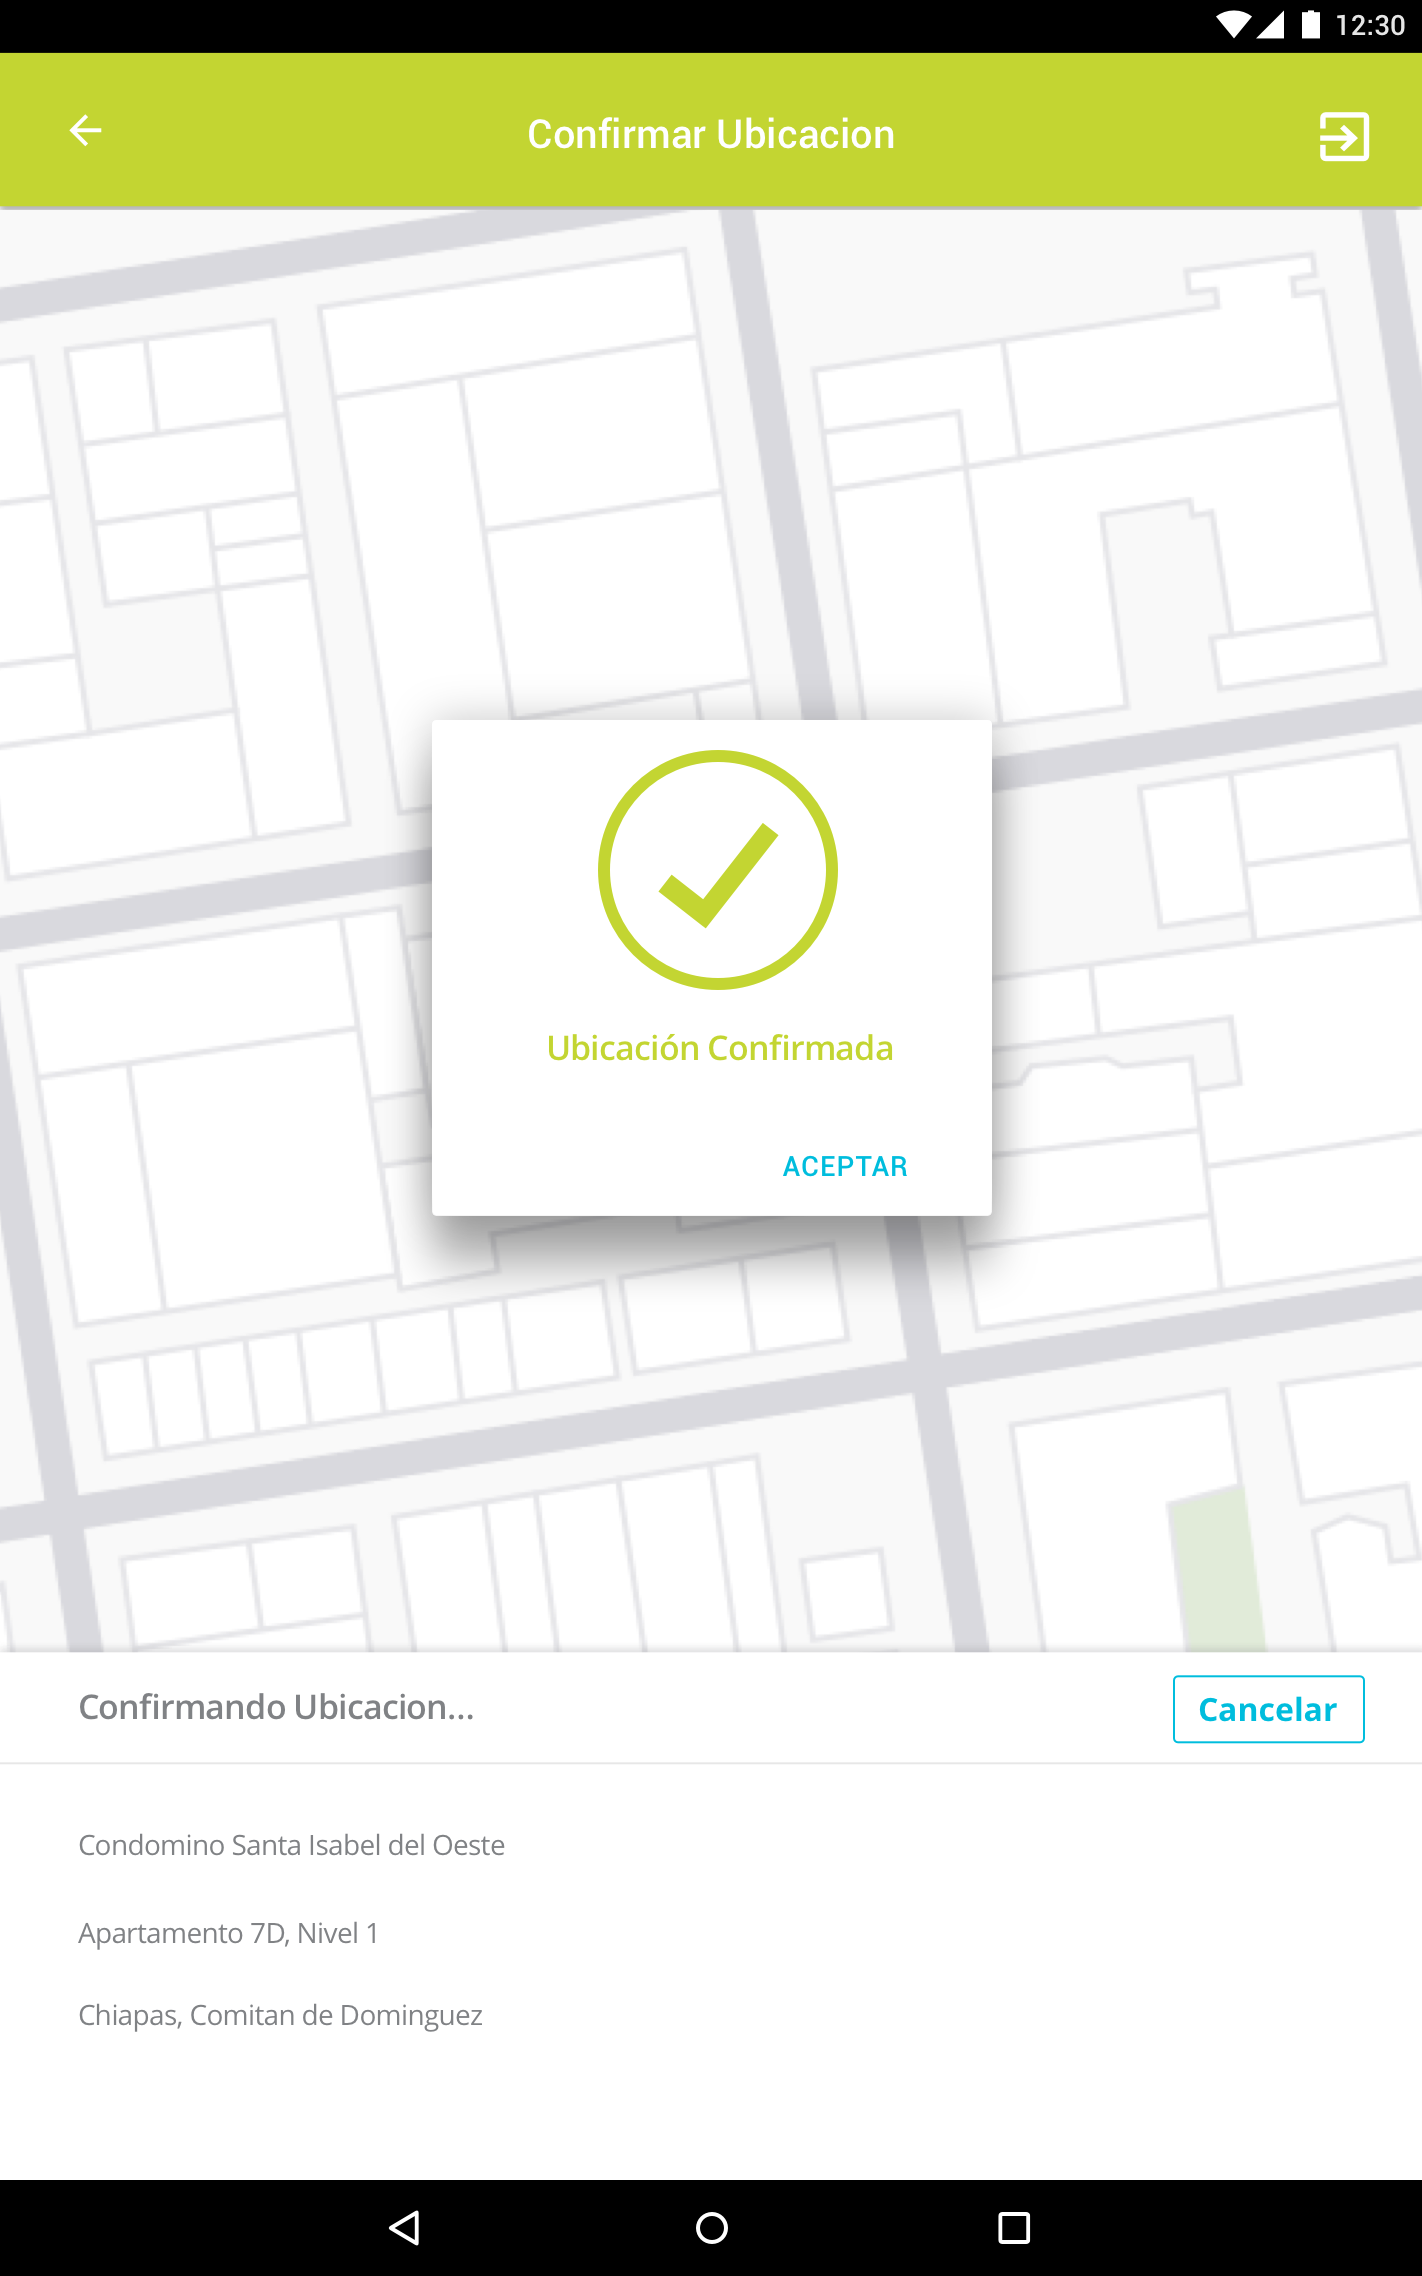 12:30
Confirmar Ubicacion
Ubicación Confirmada
ACEPTAR
Confirmando Ubicacion...
Cancelar
Condomino Santa Isabel del Oeste
Apartamento 7D, Nivel 1
Chiapas, Comitan de Dominguez